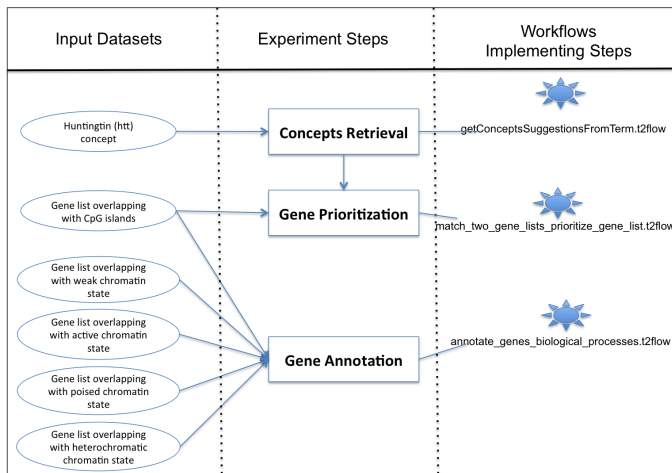 Input Datasets
Experiment Steps
Workflows
Implementing Steps
Huntingtin (htt)
concept
Concepts Retrieval
getConceptsSuggestionsFromTerm.t2flow
Gene list overlapping
with CpG islands
Gene Prioritization
match_two_gene_lists_prioritize_gene_list.t2flow
Gene list overlapping
with weak chromatin
state
Gene list overlapping
with active chromatin
state
Gene Annotation
annotate_genes_biological_processes.t2flow
Gene list overlapping
with poised chromatin
state
Gene list overlapping
with heterochromatic
chromatin state